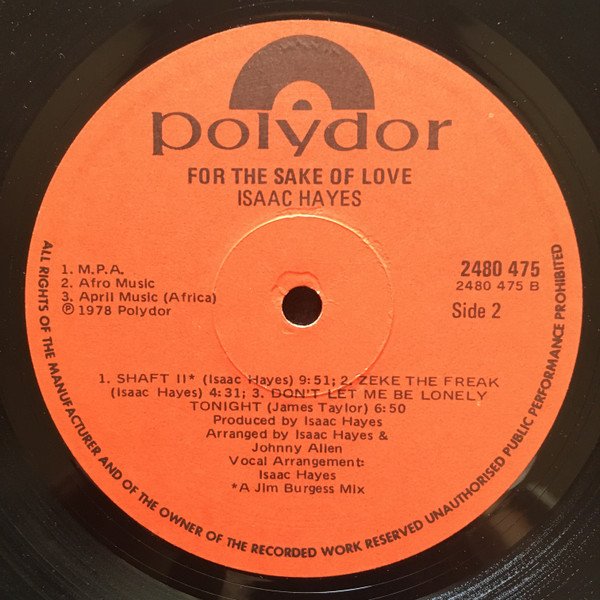 polydor
FOR THE SAKE OF LOVE
ISAAC HAYES
1. M.P.A.
2. Afro Music
3. April Music (Africa)
℗ 1978 Polydor
2480 475
2480 475 B
Side 2
1. SHAFT II* (Isaac Hayes) 9:51; 2. ZEKE THE FREAK
(Isaac Hayes) 4:31; 3. DON'T LET ME BE LONELY
TONIGHT (James Taylor) 6:50
Produced by Isaac Hayes
Arranged by Isaac Hayes &
Johnny Allen
Vocal Arrangement:
Isaac Hayes
*A Jim Burgess Mix
ALL RIGHTS OF THE MANUFACTURER AND OF THE OWNER OF THE RECORDED WORK RESERVED UNAUTHORISED PUBLIC PERFORMANCE PROHIBITED